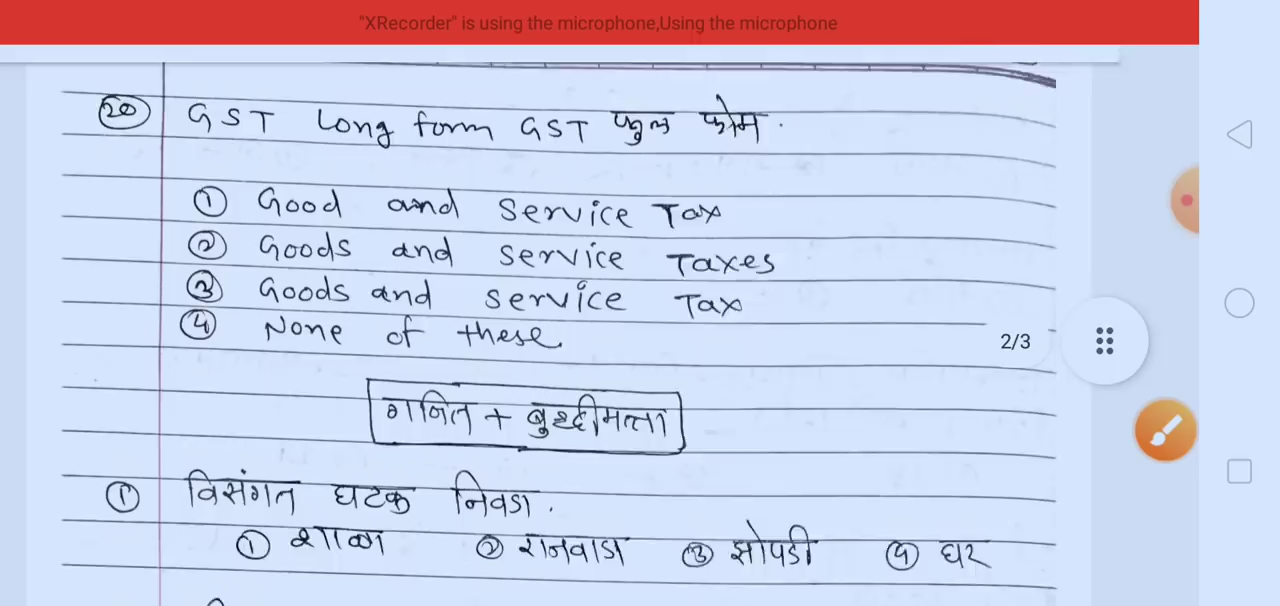 "XRecorder" is using the microphone,Using the microphone
20 GST Long form GST फुल फोम.
1 Good and Service Tax
2 Goods and Service Taxes
3 Goods and Service Tax
4 None of these.
2/3
गणित + बुध्दीमत्ता
1 विसंगत घटक निवडा.
1 शाळा 2 रानवाडा 3 झोपडी 4 घर